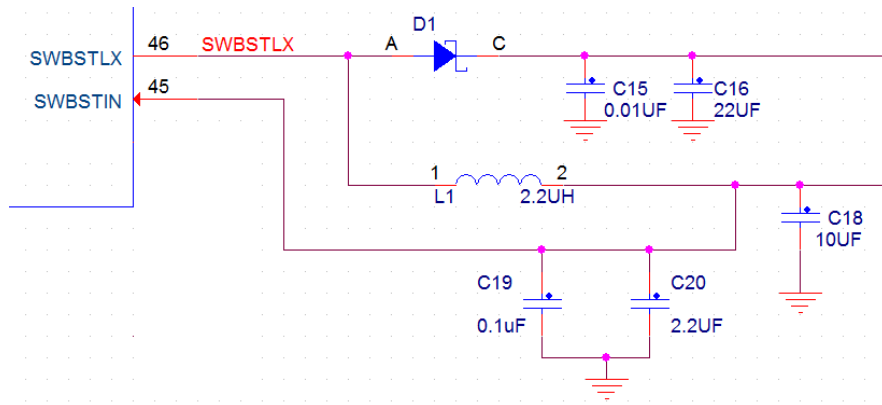 D1
46 SWBSTLX A C
SWBSTLX
45
SWBSTIN
C15 C16
0.01UF 22UF
1 2
L1 2.2UH
C18
10UF
C19 C20
0.1uF 2.2UF